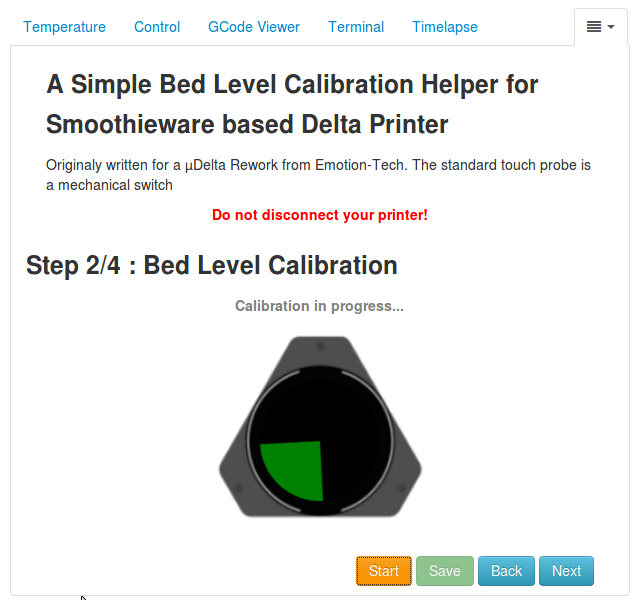 Temperature Control GCode Viewer Terminal Timelapse
A Simple Bed Level Calibration Helper for
Smoothieware based Delta Printer
Originaly written for a µDelta Rework from Emotion-Tech. The standard touch probe is
a mechanical switch
Do not disconnect your printer!
Step 2/4 : Bed Level Calibration
Calibration in progress...
Start Save Back Next